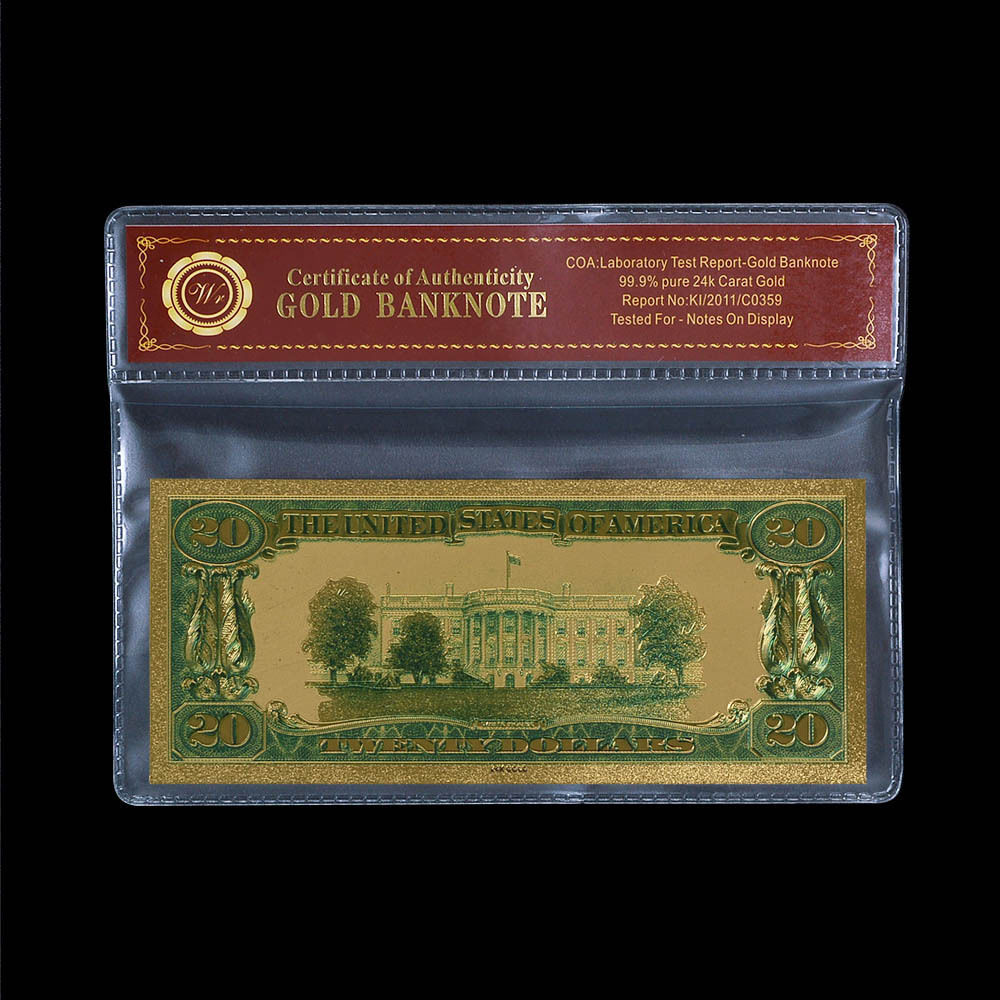 Wr
Certificate of Authenticity
GOLD BANKNOTE
COA:Laboratory Test Report-Gold Banknote
99.9% pure 24k Carat Gold
Report No:KI/2011/C0359
Tested For - Notes On Display
20 THE UNITED STATES OF AMERICA 20
20 TWENTY DOLLARS 20